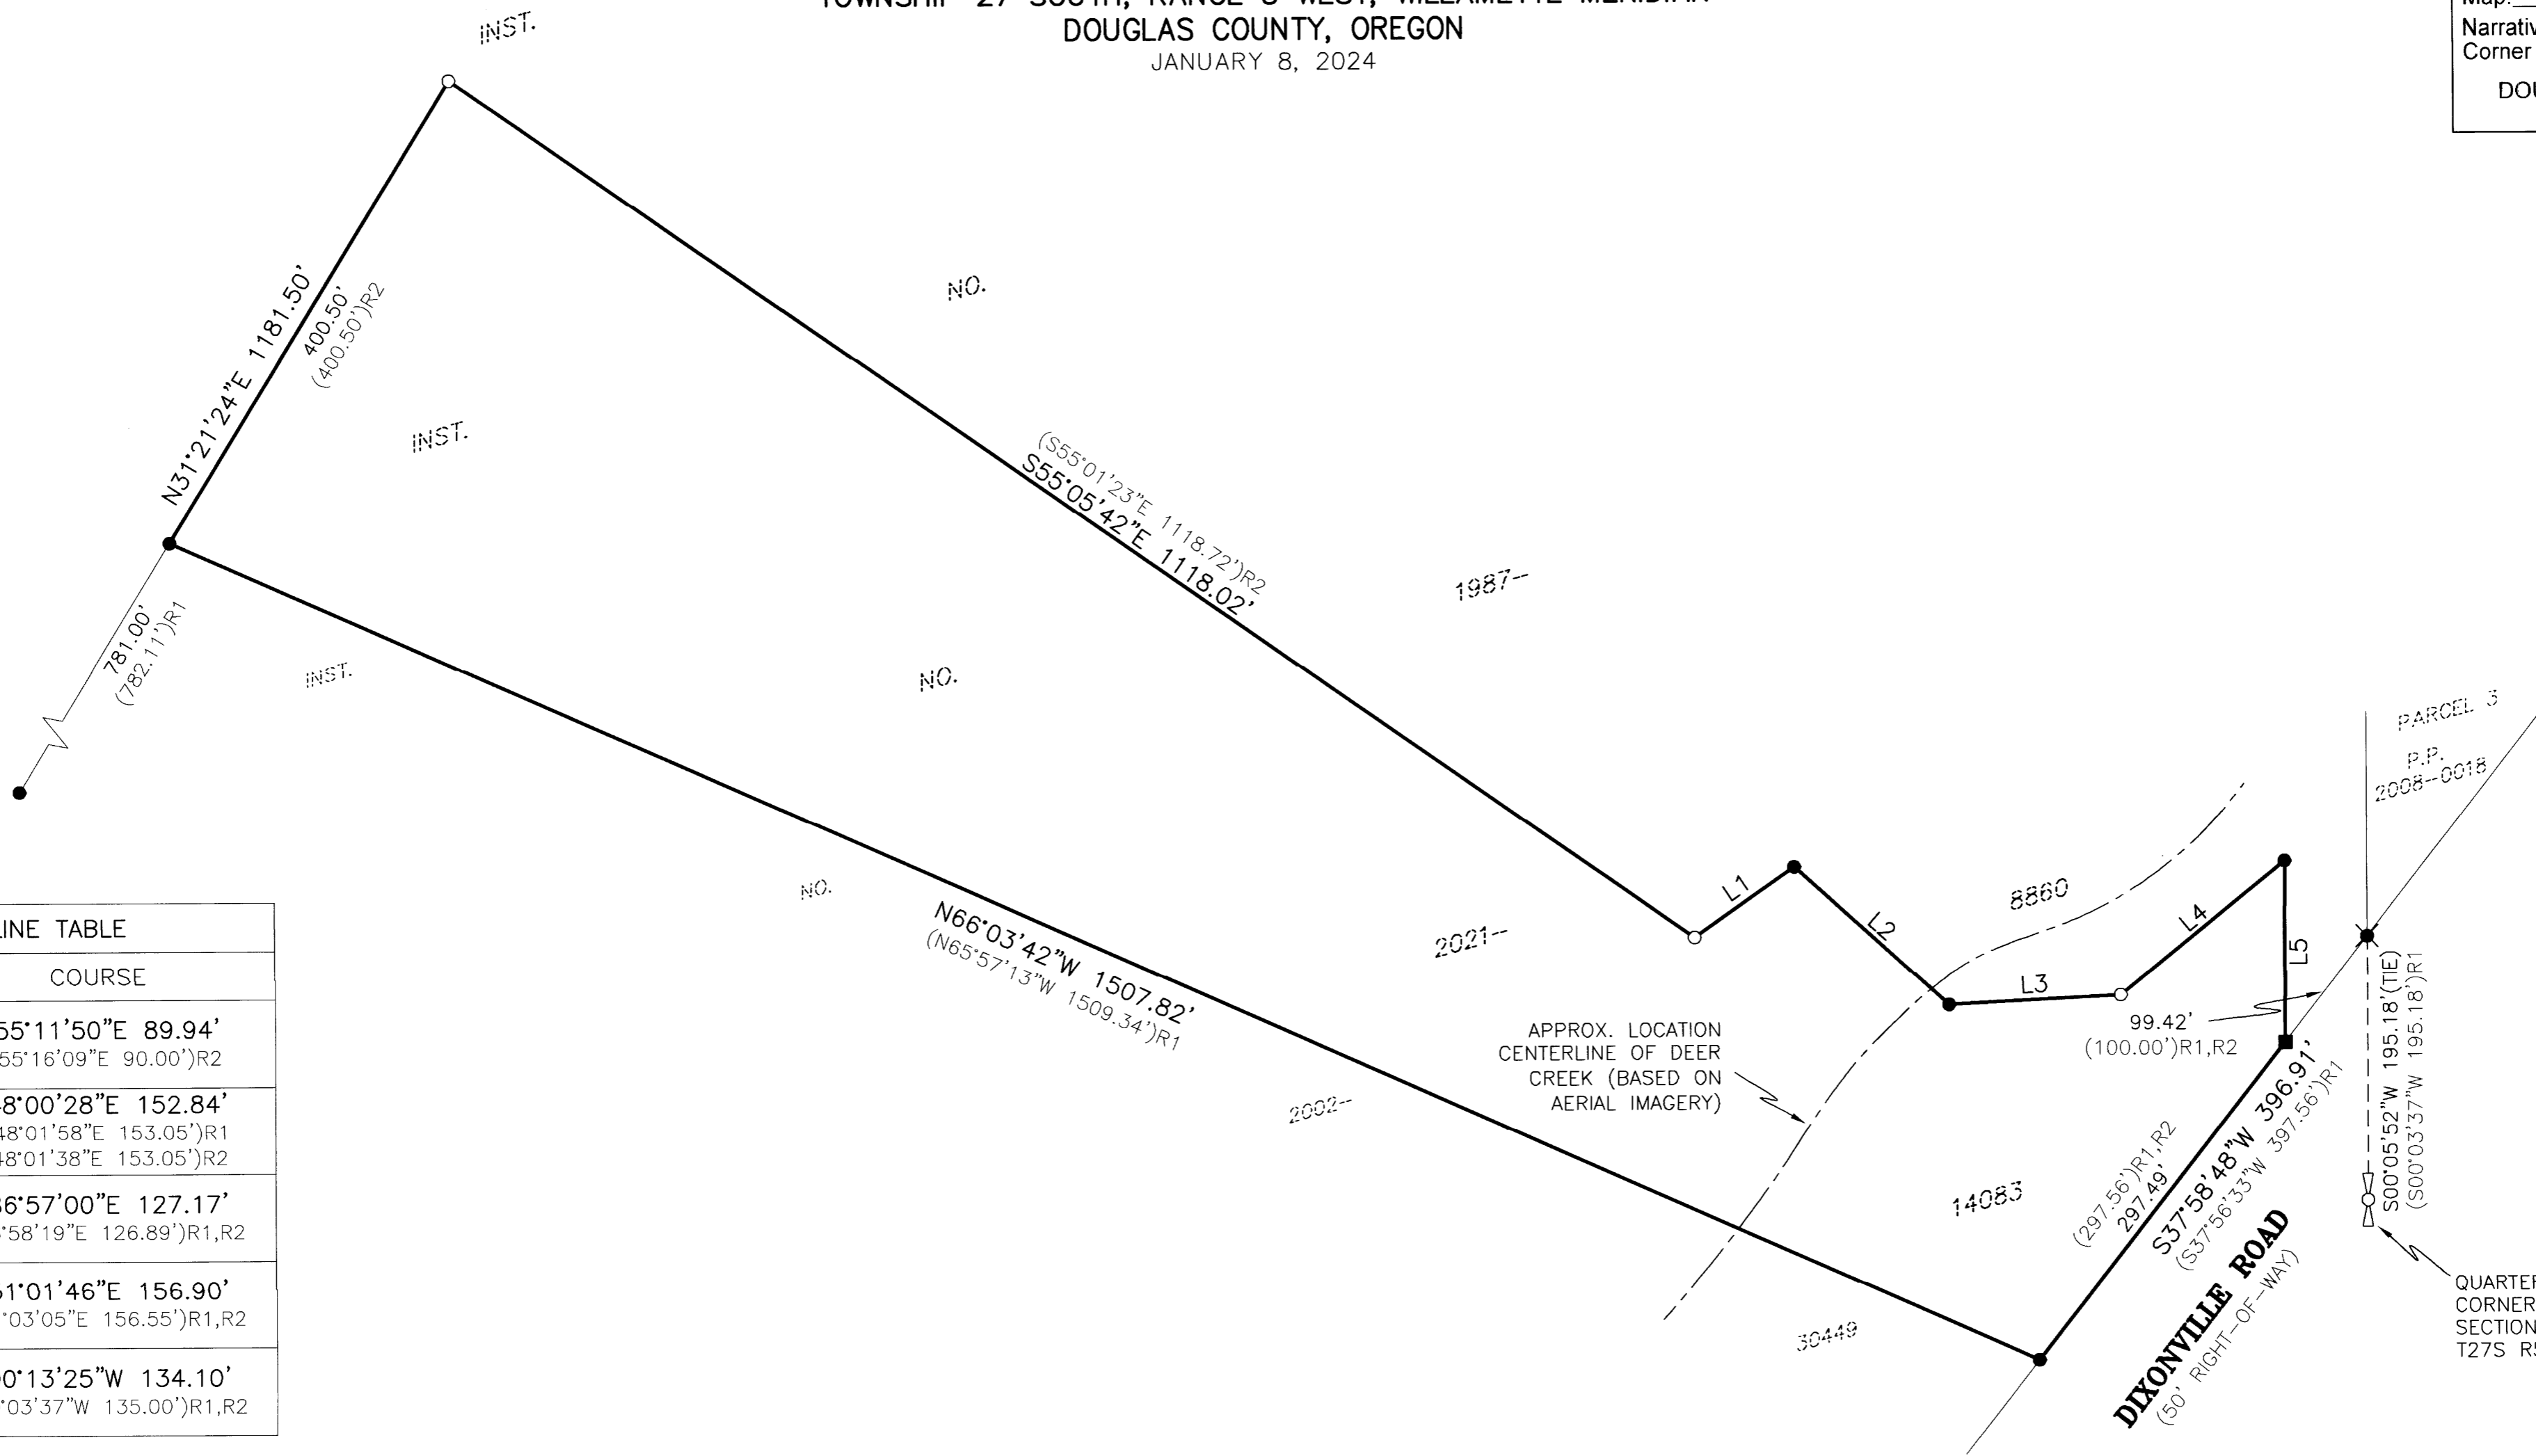 DOUGLAS COUNTY, OREGON
JANUARY 8, 2024
Map:
Corner
INST.
NO.
1987--
8860
N31°21'24"E 1181.50'
400.50'
(400.50')R2
INST.
NO.
2021--
14083
(S55°01'23"E 1118.72')R2
S55°05'42"E 1118.02'
781.00'
(782.11')R1
INST.
NO.
2002--
30449
N66°03'42"W 1507.82'
(N65°57'13"W 1509.34')R1
L1
L2
L3
L4
L5
PARCEL 3
P.P.
2008--0018
99.42'
(100.00')R1,R2
S00°05'52"W 195.18'(TIE)
(S00°03'37"W 195.18')R1
APPROX. LOCATION
CENTERLINE OF DEER
CREEK (BASED ON
AERIAL IMAGERY)
(297.56')R1,R2
297.49'
S37°58'48"W 396.91'
(S37°56'33"W 397.56')R1
DIXONVILLE ROAD
(50' RIGHT-OF-WAY)
QUARTER
CORNER
SECTION
T27S
TABLE
COURSE
55°11'50"E 89.94'
55°16'09"E 90.00')R2
8°00'28"E 152.84'
48°01'58"E 153.05')R1
48°01'38"E 153.05')R2
86°57'00"E 127.17'
°58'19"E 126.89')R1,R2
51°01'46"E 156.90'
°03'05"E 156.55')R1,R2
0°13'25"W 134.10'
°03'37"W 135.00')R1,R2